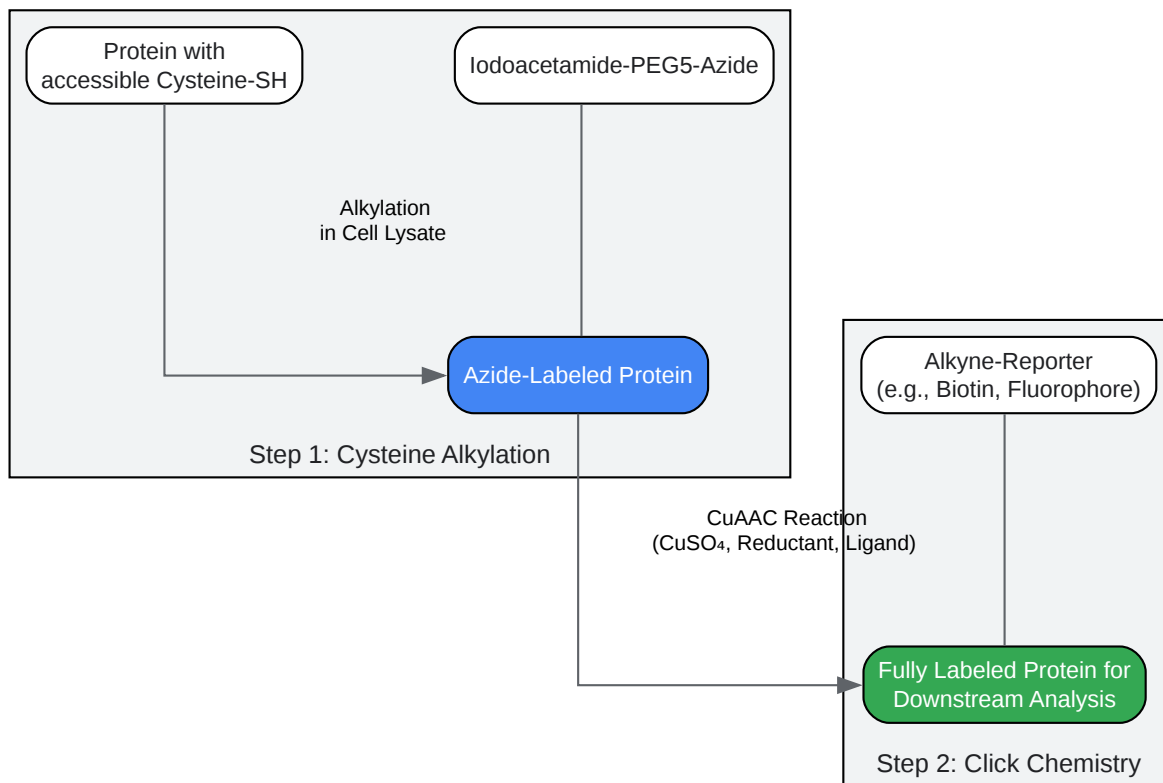 Protein with
accessible Cysteine-SH
Iodoacetamide-PEG5-Azide
Alkylation
in Cell Lysate
Azide-Labeled Protein
Step 1: Cysteine Alkylation
Alkyne-Reporter
(e.g., Biotin, Fluorophore)
CuAAC Reaction
(CuSO₄, Reductant, Ligand)
Fully Labeled Protein for
Downstream Analysis
Step 2: Click Chemistry